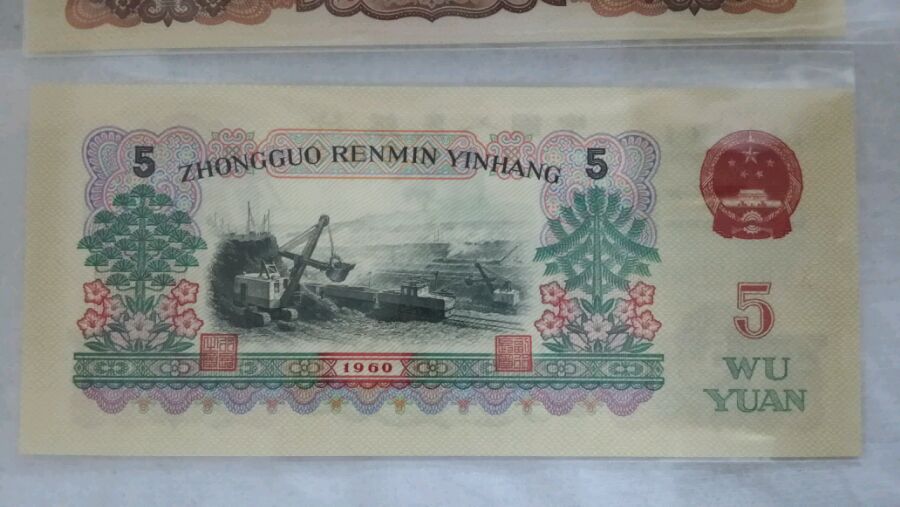 5 ZHONGGUO RENMIN YINHANG 5
5
WU
YUAN
1960